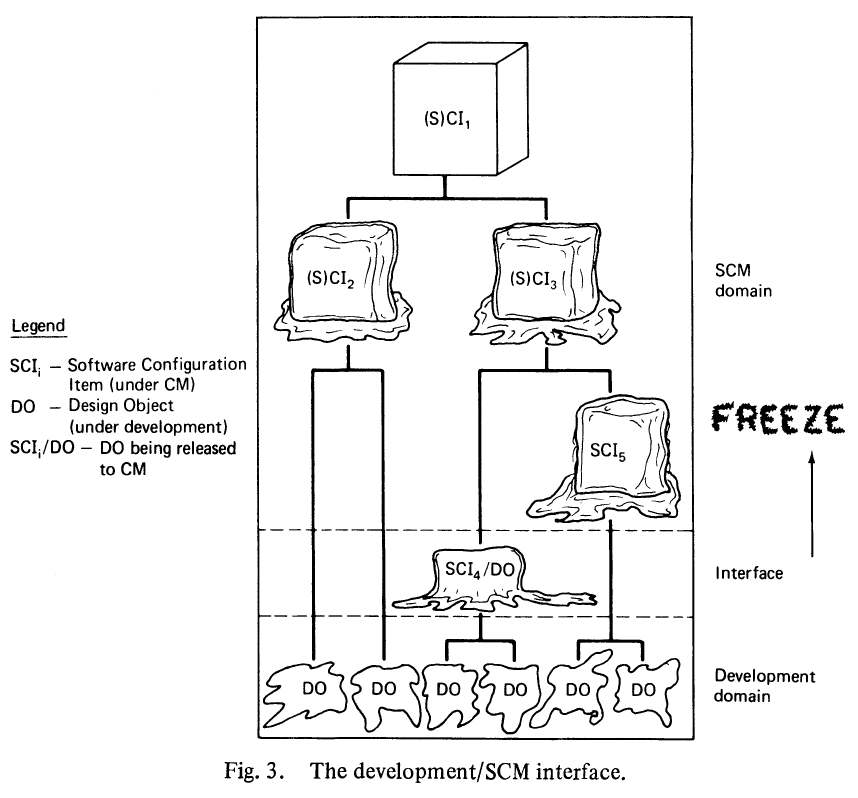 (S)CI₁
(S)CI₂
(S)CI₃
SCM
domain
Legend
SCIᵢ – Software Configuration
Item (under CM)
DO – Design Object
(under development)
SCIᵢ/DO – DO being released
to CM
FREEZE
SCI₅
SCI₄/DO
Interface
DO DO DO DO DO DO
Development
domain
Fig. 3. The development/SCM interface.